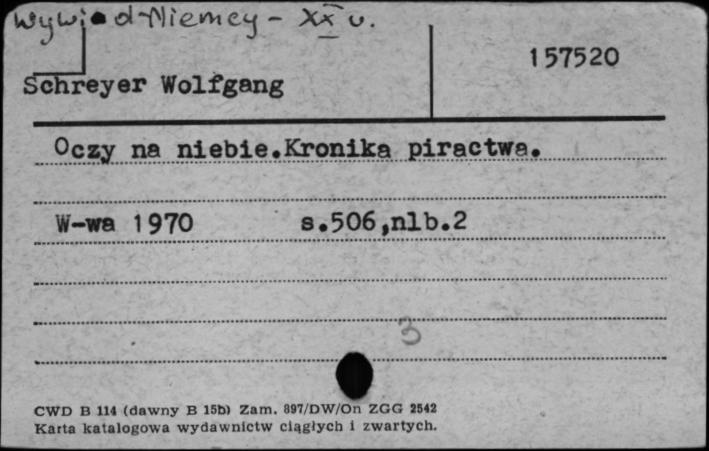 Wywiad-Niemcy - XX w.
157520
Schreyer Wolfgang
Oczy na niebie.Kronika piractwa.
W-wa 1970 s.506,nlb.2
3
CWD B 114 (dawny B 15b) Zam. 897/DW/On ZGG 2542
Karta katalogowa wydawnictw ciągłych i zwartych.